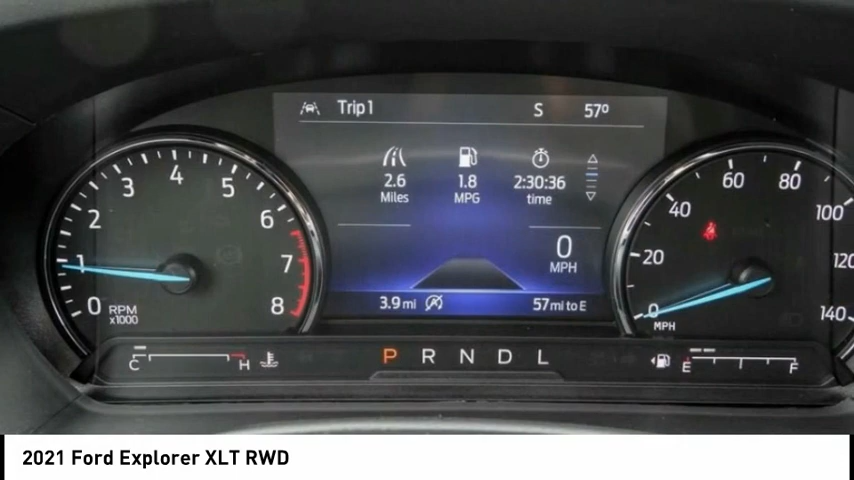 Trip 1 S 57°
2.6 1.8 2:30:36
Miles MPG time
0
MPH
3.9 mi 57 mi to E
0 1 2 3 4 5 6 7 8
RPM
x1000
0 20 40 60 80 100 120 140
MPH
C H P R N D L E F
2021 Ford Explorer XLT RWD